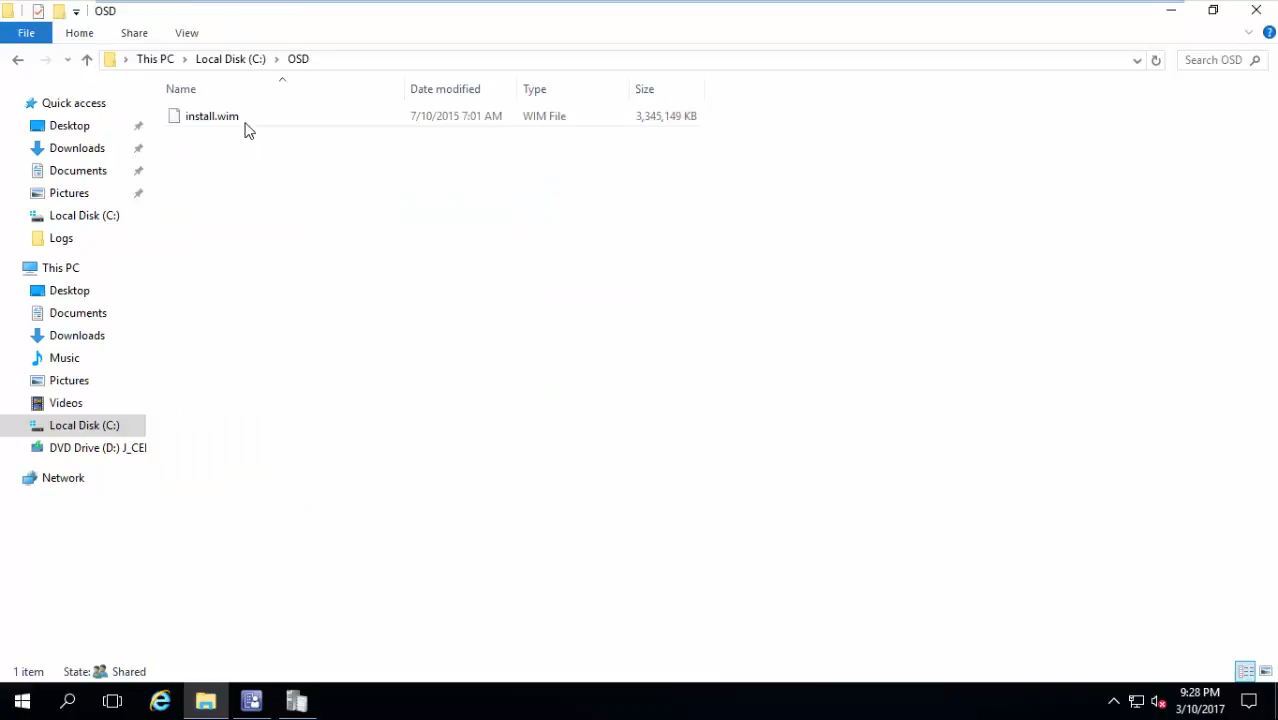 OSD
File Home Share View
This PC Local Disk (C:) OSD Search OSD
Name Date modified Type Size
install.wim 7/10/2015 7:01 AM WIM File 3,345,149 KB
Quick access
Desktop
Downloads
Documents
Pictures
Local Disk (C:)
Logs
This PC
Desktop
Documents
Downloads
Music
Pictures
Videos
Local Disk (C:)
DVD Drive (D:) J_CEI
Network
1 item State: Shared
9:28 PM
3/10/2017